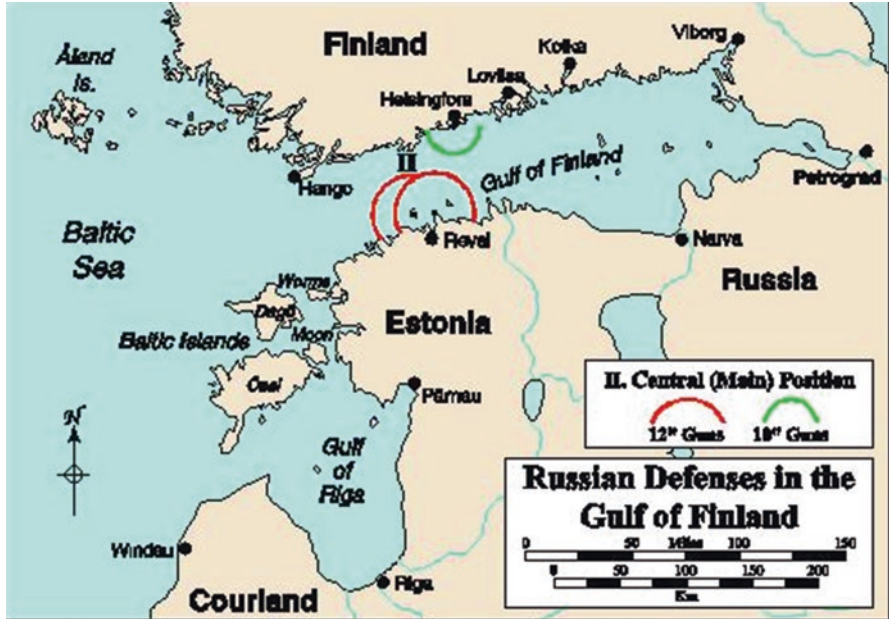 Finland
Åland
Is.
Viborg
Kotka
Loviisa
Helsingfors
II
Hango
Gulf of Finland
Petrograd
Baltic
Sea
Reval
Narva
Russia
Worms
Dagö
Moon
Baltic Islands
Estonia
Ösel
Pärnau
N
Gulf
of
Riga
Windau
Riga
Courland
II. Central (Main) Position
12" Guns 10" Guns
Russian Defenses in the
Gulf of Finland
0 50 Miles 100 150
0 50 100 150 200
Km